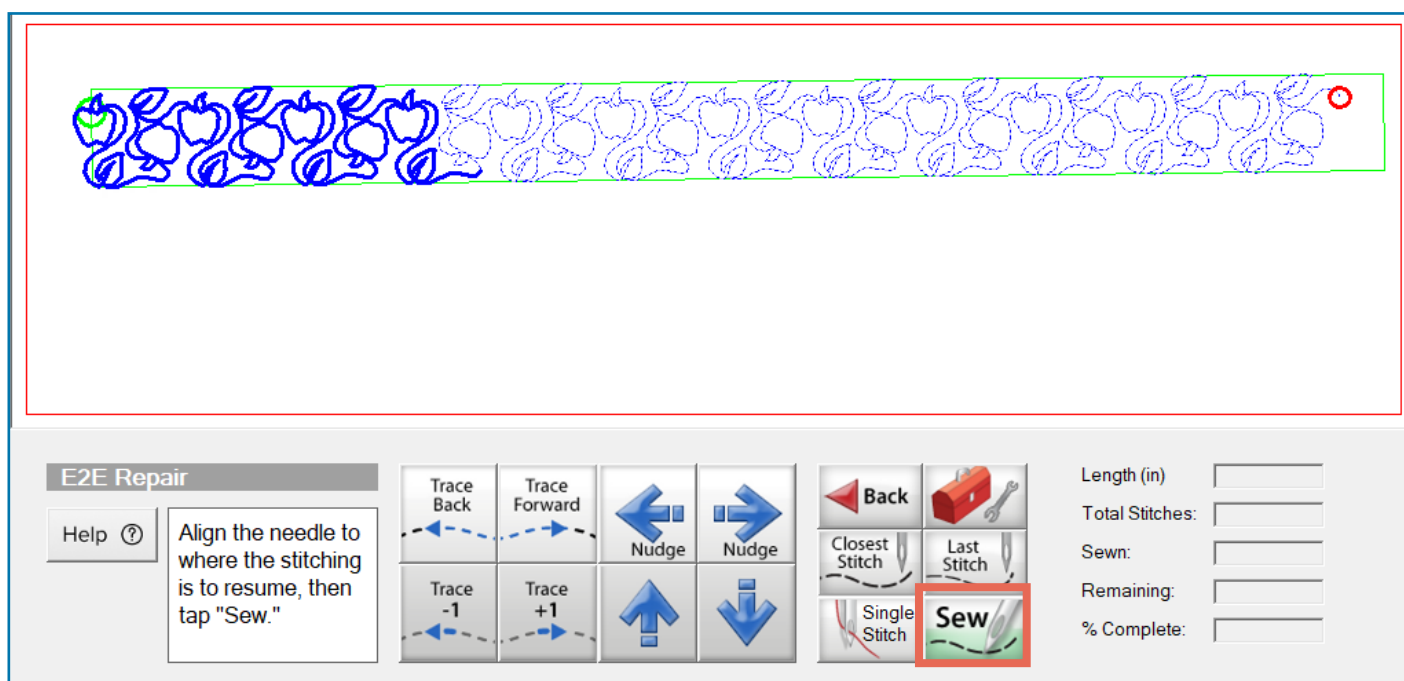 E2E Repair
Help ?
Align the needle to
where the stitching
is to resume, then
tap "Sew."
Trace
Back
Trace
Forward
Nudge
Nudge
Trace
-1
Trace
+1
Back
Closest
Stitch
Last
Stitch
Single
Stitch
Sew
Length (in)
Total Stitches:
Sewn:
Remaining:
% Complete: